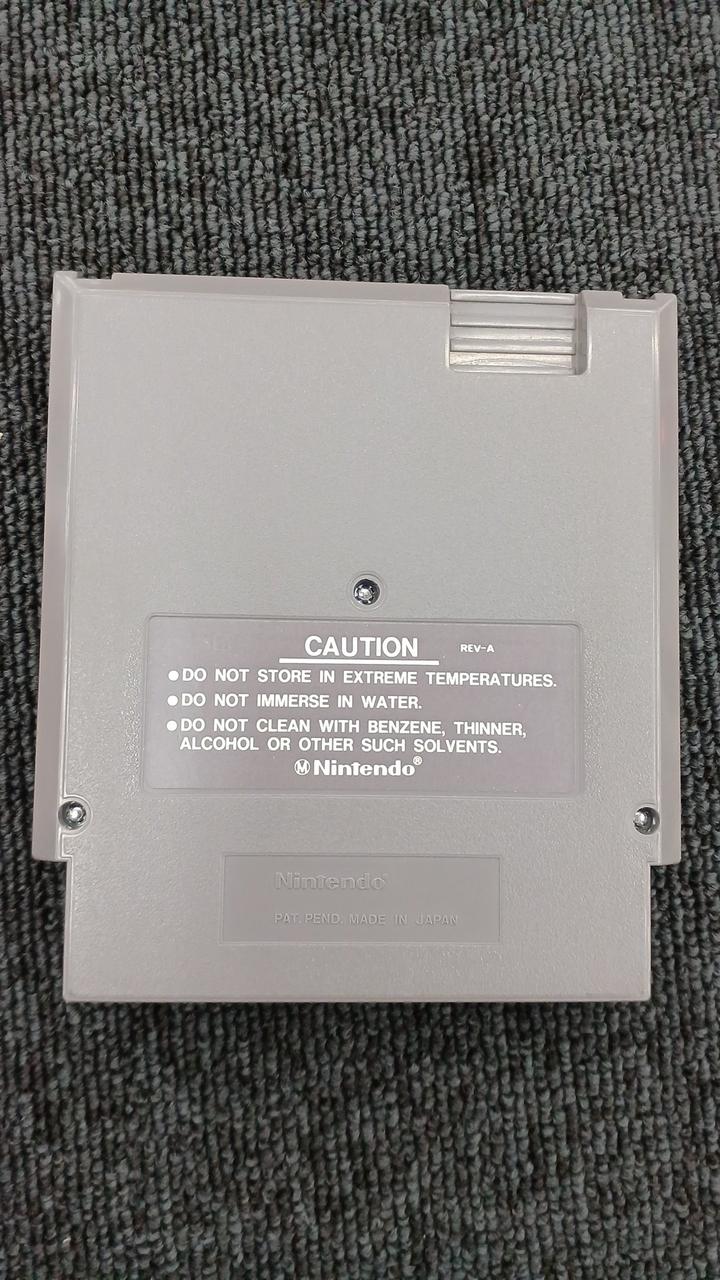 CAUTION REV-A
●DO NOT STORE IN EXTREME TEMPERATURES.
●DO NOT IMMERSE IN WATER.
●DO NOT CLEAN WITH BENZENE, THINNER,
ALCOHOL OR OTHER SUCH SOLVENTS.
Ⓜ Nintendo®
Nintendo®
PAT. PEND. MADE IN JAPAN